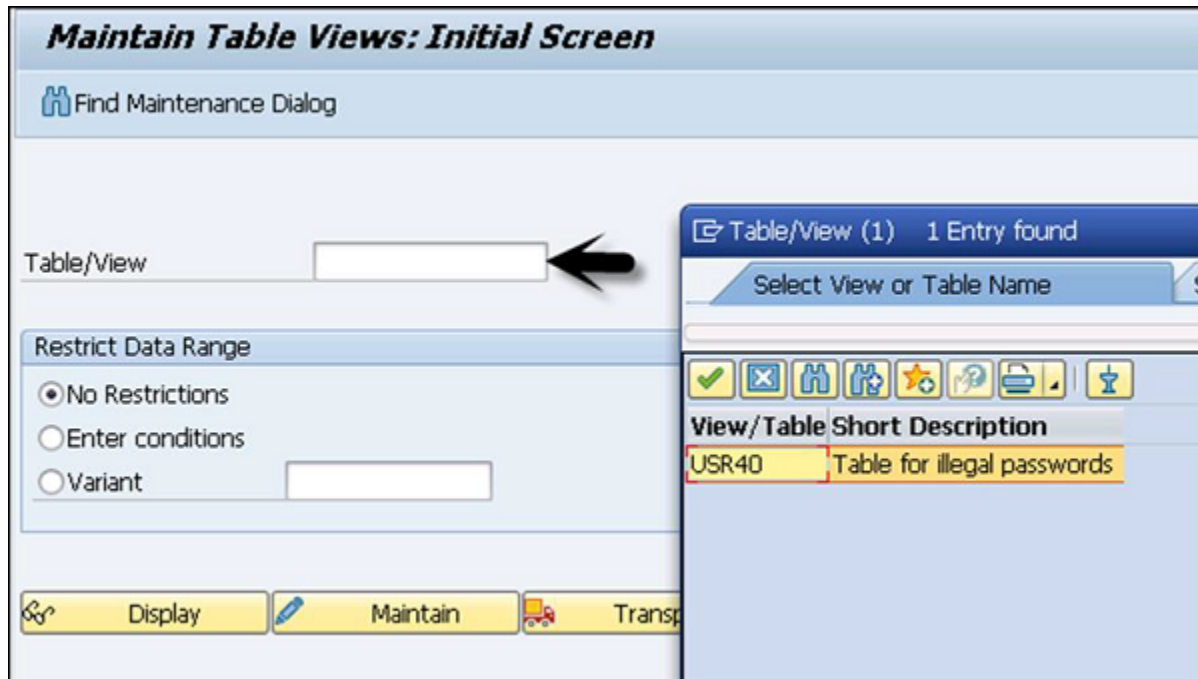 Maintain Table Views: Initial Screen
Find Maintenance Dialog
Table/View
Restrict Data Range
No Restrictions
Enter conditions
Variant
Display Maintain
Table/View (1) 1 Entry found
Select View or Table Name
View/Table Short Description
USR40 Table for illegal passwords